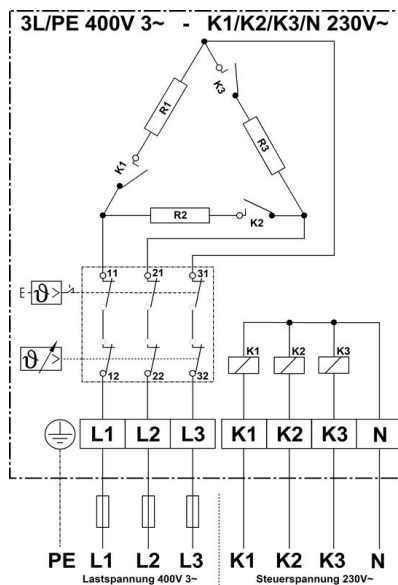 3L/PE 400V 3~ - K1/K2/K3/N 230V~
K3
R1
R3
K1
R2
K2
11 21 31
E ϑ >
ϑ >
K1 K2 K3
12 22 32
L1 L2 L3 K1 K2 K3 N
PE L1 L2 L3 K1 K2 K3 N
Lastspannung 400V 3~ Steuerspannung 230V~